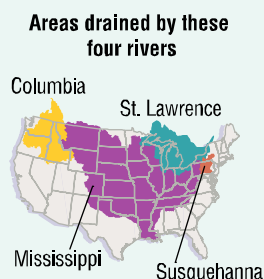 Areas drained by these
four rivers
Columbia
St. Lawrence
Mississippi
Susquehanna